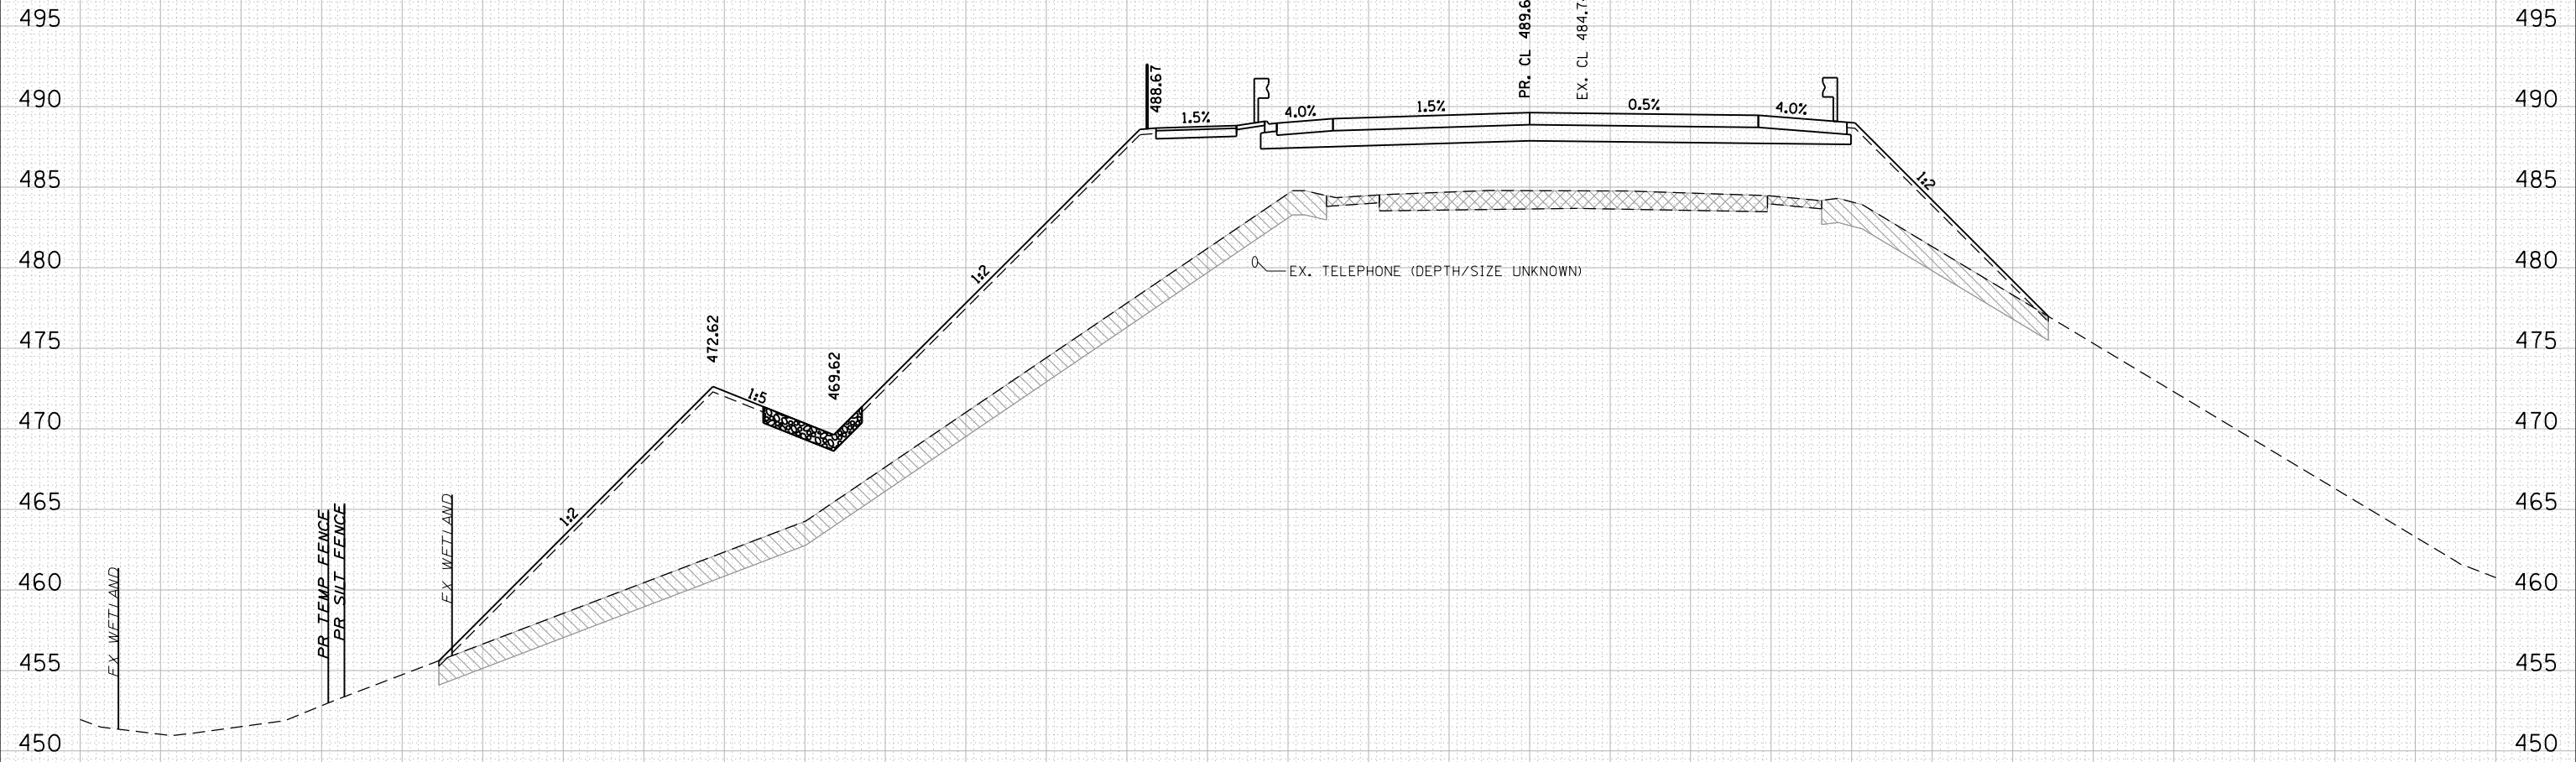 495 495
PR. CL 489.6
EX. CL 484.7
488.67
490 490
1.5% 4.0% 1.5% 0.5% 4.0%
485 485
1:2
480 480
1:2
EX. TELEPHONE (DEPTH/SIZE UNKNOWN)
475 475
472.62
469.62
1:5
470 470
465 465
1:2
EX WETLAND
PR TEMP FENCE
PR SILT FENCE
EX WETLAND
460 460
455 455
450 450